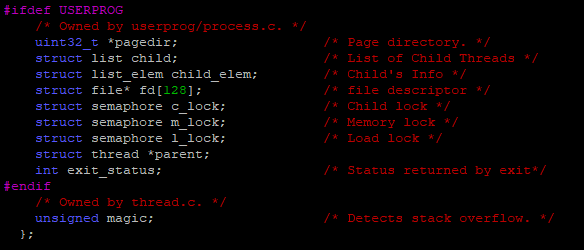 #ifdef USERPROG
/* Owned by userprog/process.c. */
uint32_t *pagedir; /* Page directory. */
struct list child; /* List of Child Threads */
struct list_elem child_elem; /* Child's Info */
struct file* fd[128]; /* file descriptor */
struct semaphore c_lock; /* Child lock */
struct semaphore m_lock; /* Memory lock */
struct semaphore l_lock; /* Load lock */
struct thread *parent;
int exit_status; /* Status returned by exit*/
#endif
/* Owned by thread.c. */
unsigned magic; /* Detects stack overflow. */
};